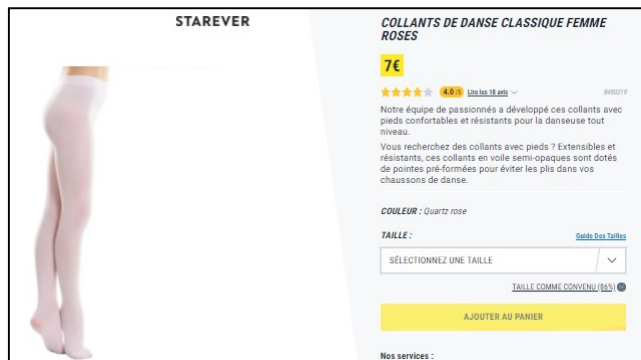 STAREVER
COLLANTS DE DANSE CLASSIQUE FEMME
ROSES
7€
4.0 /5 Lire les 18 avis
8490219
Notre équipe de passionnés a développé ces collants avec
pieds confortables et résistants pour la danseuse tout
niveau.
Vous recherchez des collants avec pieds ? Extensibles et
résistants, ces collants en voile semi-opaques sont dotés
de pointes pré-formées pour éviter les plis dans vos
chaussons de danse.
COULEUR : Quartz rose
TAILLE :
Guide Des Tailles
SÉLECTIONNEZ UNE TAILLE
TAILLE COMME CONVENU (86%)
AJOUTER AU PANIER
Nos services :